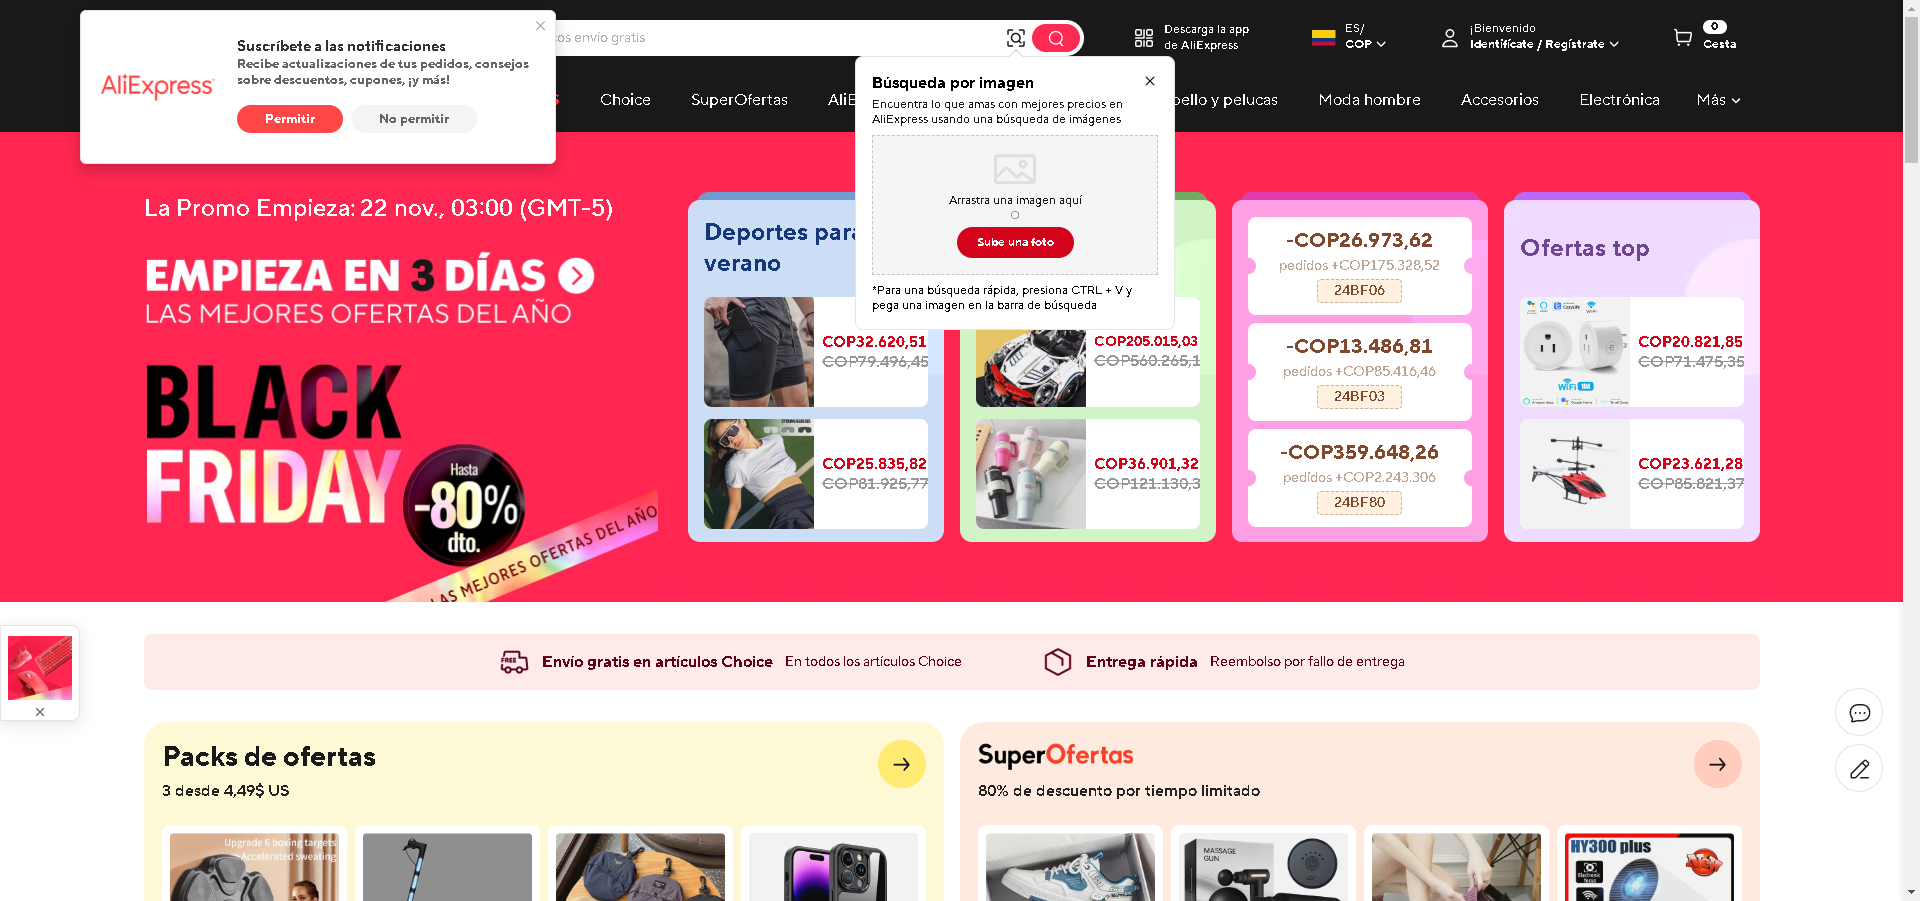 AliExpress
Suscríbete a las notificaciones
Recibe actualizaciones de tus pedidos, consejos
sobre descuentos, cupones, ¡y más!
Permitir
No permitir
os envío gratis
Descarga la app
de AliExpress
ES/
COP
¡Bienvenido
Identifícate / Regístrate
0
Cesta
S
Choice
SuperOfertas
AliE
ello y pelucas
Moda hombre
Accesorios
Electrónica
Más
Búsqueda por imagen
Encuentra lo que amas con mejores precios en
AliExpress usando una búsqueda de imágenes
Arrastra una imagen aquí
O
Sube una foto
*Para una búsqueda rápida, presiona CTRL + V y
pega una imagen en la barra de búsqueda
La Promo Empieza: 22 nov., 03:00 (GMT-5)
EMPIEZA EN 3 DÍAS
LAS MEJORES OFERTAS DEL AÑO
BLACK
FRIDAY
Hasta
-80%
dto.
LAS MEJORES OFERTAS DEL AÑO
Deportes para
verano
COP32.620,51
COP79.496,45
COP25.835,82
COP81.925,77
COP205.015,03
COP560.265,1
COP36.901,32
COP121.130,3
-COP26.973,62
pedidos +COP175.328,52
24BF06
-COP13.486,81
pedidos +COP85.416,46
24BF03
-COP359.648,26
pedidos +COP2.243.306
24BF80
Ofertas top
COP20.821,85
COP71.475,35
WiFi 16A
COP23.621,28
COP85.821,37
FREE
Envío gratis en artículos Choice
En todos los artículos Choice
Entrega rápida
Reembolso por fallo de entrega
Packs de ofertas
3 desde 4,49$ US
Upgrade 6 boxing targets
Accelerated sweating
SuperOfertas
80% de descuento por tiempo limitado
MASSAGE
GUN
HY300 plus
Electronic
focus
NEW